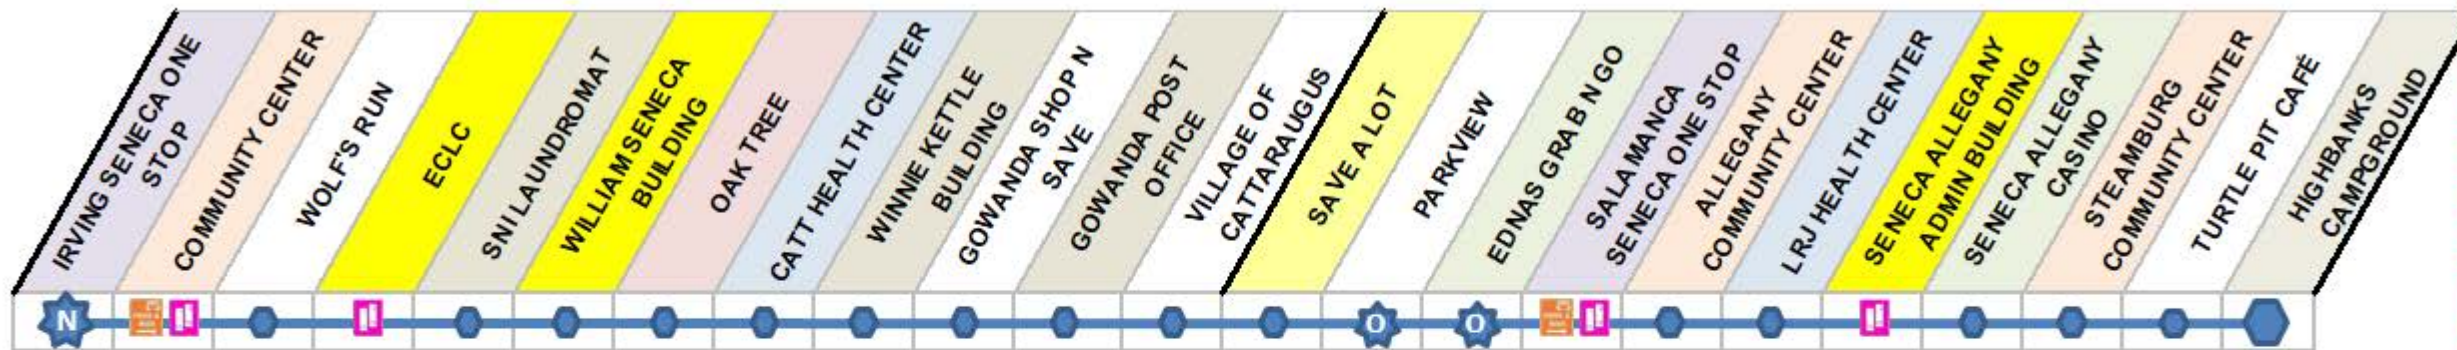 IRVING SENECA ONE
STOP
COMMUNITY CENTER
WOLF'S RUN
ECLC
SNI LAUNDROMAT
WILLIAM SENECA
BUILDING
OAK TREE
CATT HEALTH CENTER
WINNIE KETTLE
BUILDING
GOWANDA SHOP N
SAVE
GOWANDA POST
OFFICE
VILLAGE OF
CATTARAUGUS
SAVE A LOT
PARKVIEW
EDNAS GRAB N GO
SALAMANCA
SENECA ONE STOP
ALLEGANY
COMMUNITY CENTER
LRJ HEALTH CENTER
SENECA ALLEGANY
ADMIN BUILDING
SENECA ALLEGANY
CASINO
STEAMBURG
COMMUNITY CENTER
TURTLE PIT CAFÉ
HIGHBANKS
CAMPGROUND
N
O
O